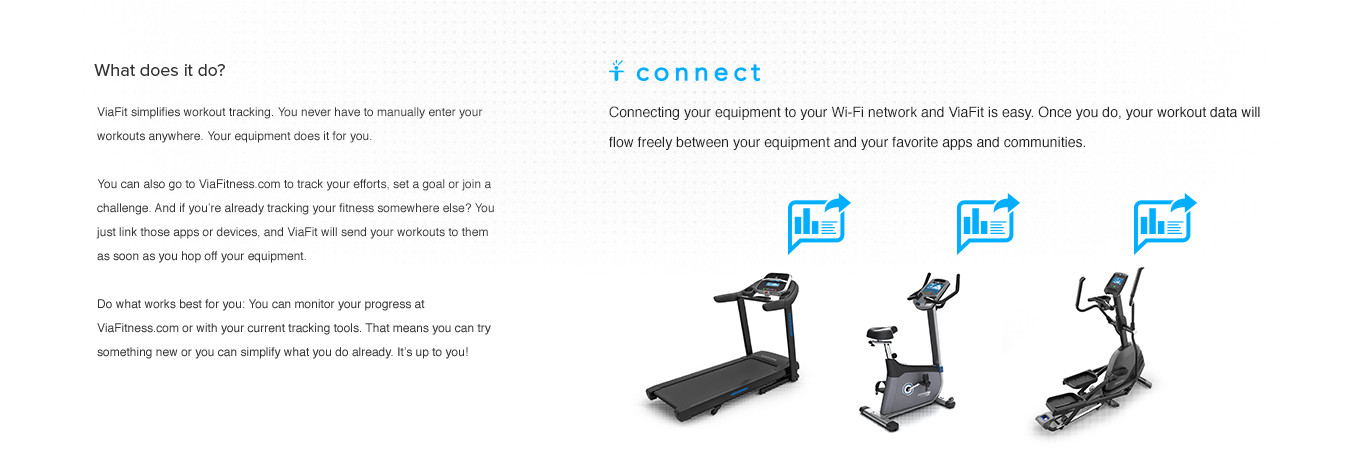 What does it do?
ViaFit simplifies workout tracking. You never have to manually enter your
workouts anywhere. Your equipment does it for you.
You can also go to ViaFitness.com to track your efforts, set a goal or join a
challenge. And if you're already tracking your fitness somewhere else? You
just link those apps or devices, and ViaFit will send your workouts to them
as soon as you hop off your equipment.
Do what works best for you: You can monitor your progress at
ViaFitness.com or with your current tracking tools. That means you can try
something new or you can simplify what you do already. It's up to you!
connect
Connecting your equipment to your Wi-Fi network and ViaFit is easy. Once you do, your workout data will
flow freely between your equipment and your favorite apps and communities.